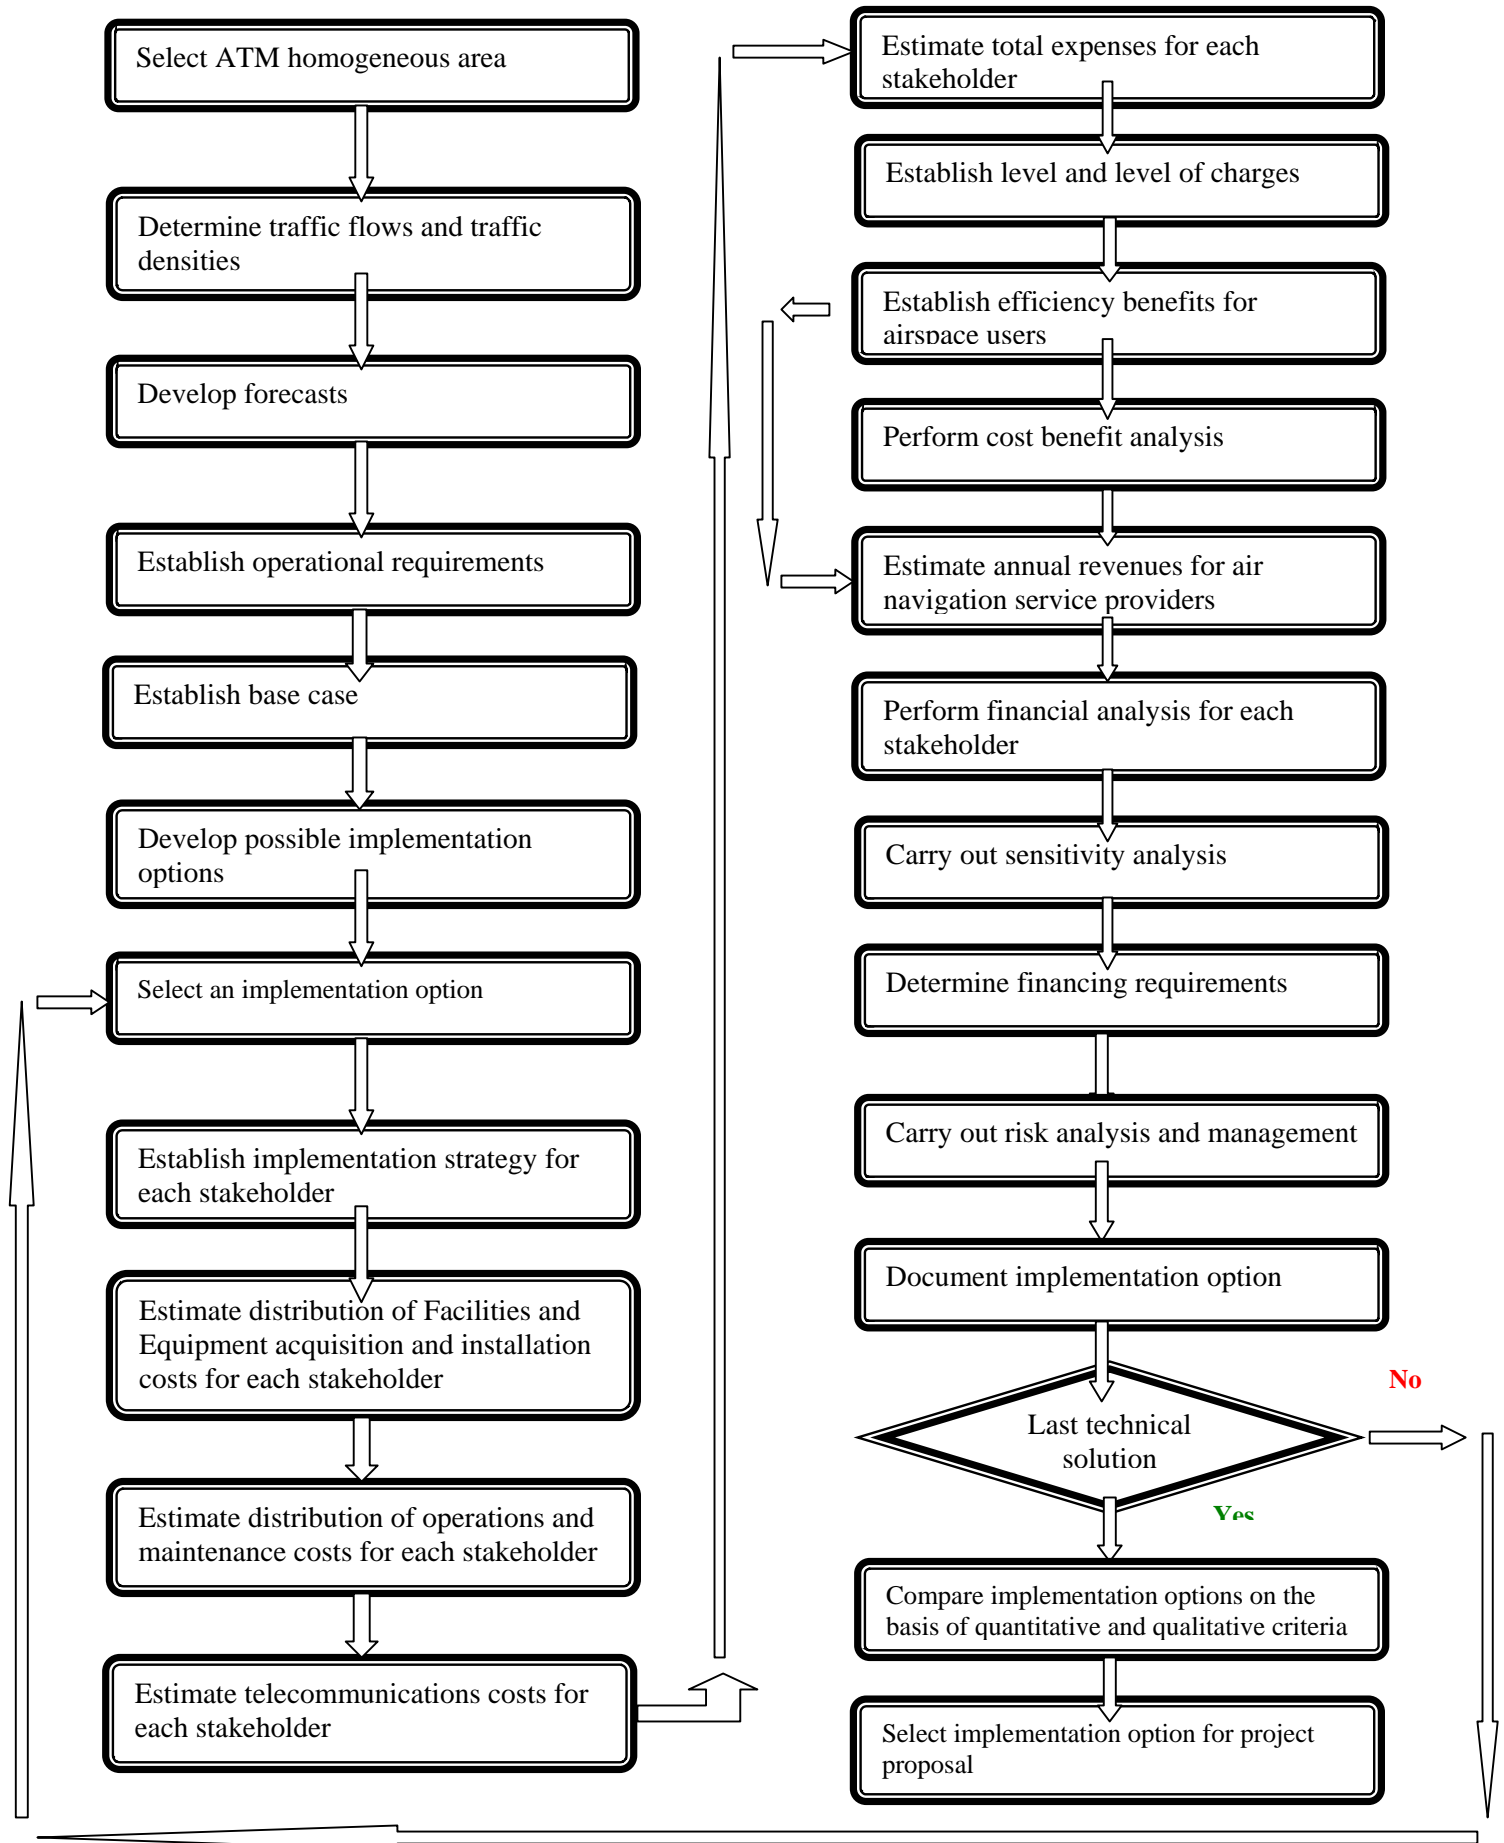 Select ATM homogeneous area
Determine traffic flows and traffic
densities
Develop forecasts
Establish operational requirements
Establish base case
Develop possible implementation
options
Select an implementation option
Establish implementation strategy for
each stakeholder
Estimate distribution of Facilities and
Equipment acquisition and installation
costs for each stakeholder
Estimate distribution of operations and
maintenance costs for each stakeholder
Estimate telecommunications costs for
each stakeholder
Estimate total expenses for each
stakeholder
Establish level and level of charges
Establish efficiency benefits for
airspace users
Perform cost benefit analysis
Estimate annual revenues for air
navigation service providers
Perform financial analysis for each
stakeholder
Carry out sensitivity analysis
Determine financing requirements
Carry out risk analysis and management
Document implementation option
No
Last technical
solution
Yes
Compare implementation options on the
basis of quantitative and qualitative criteria
Select implementation option for project
proposal